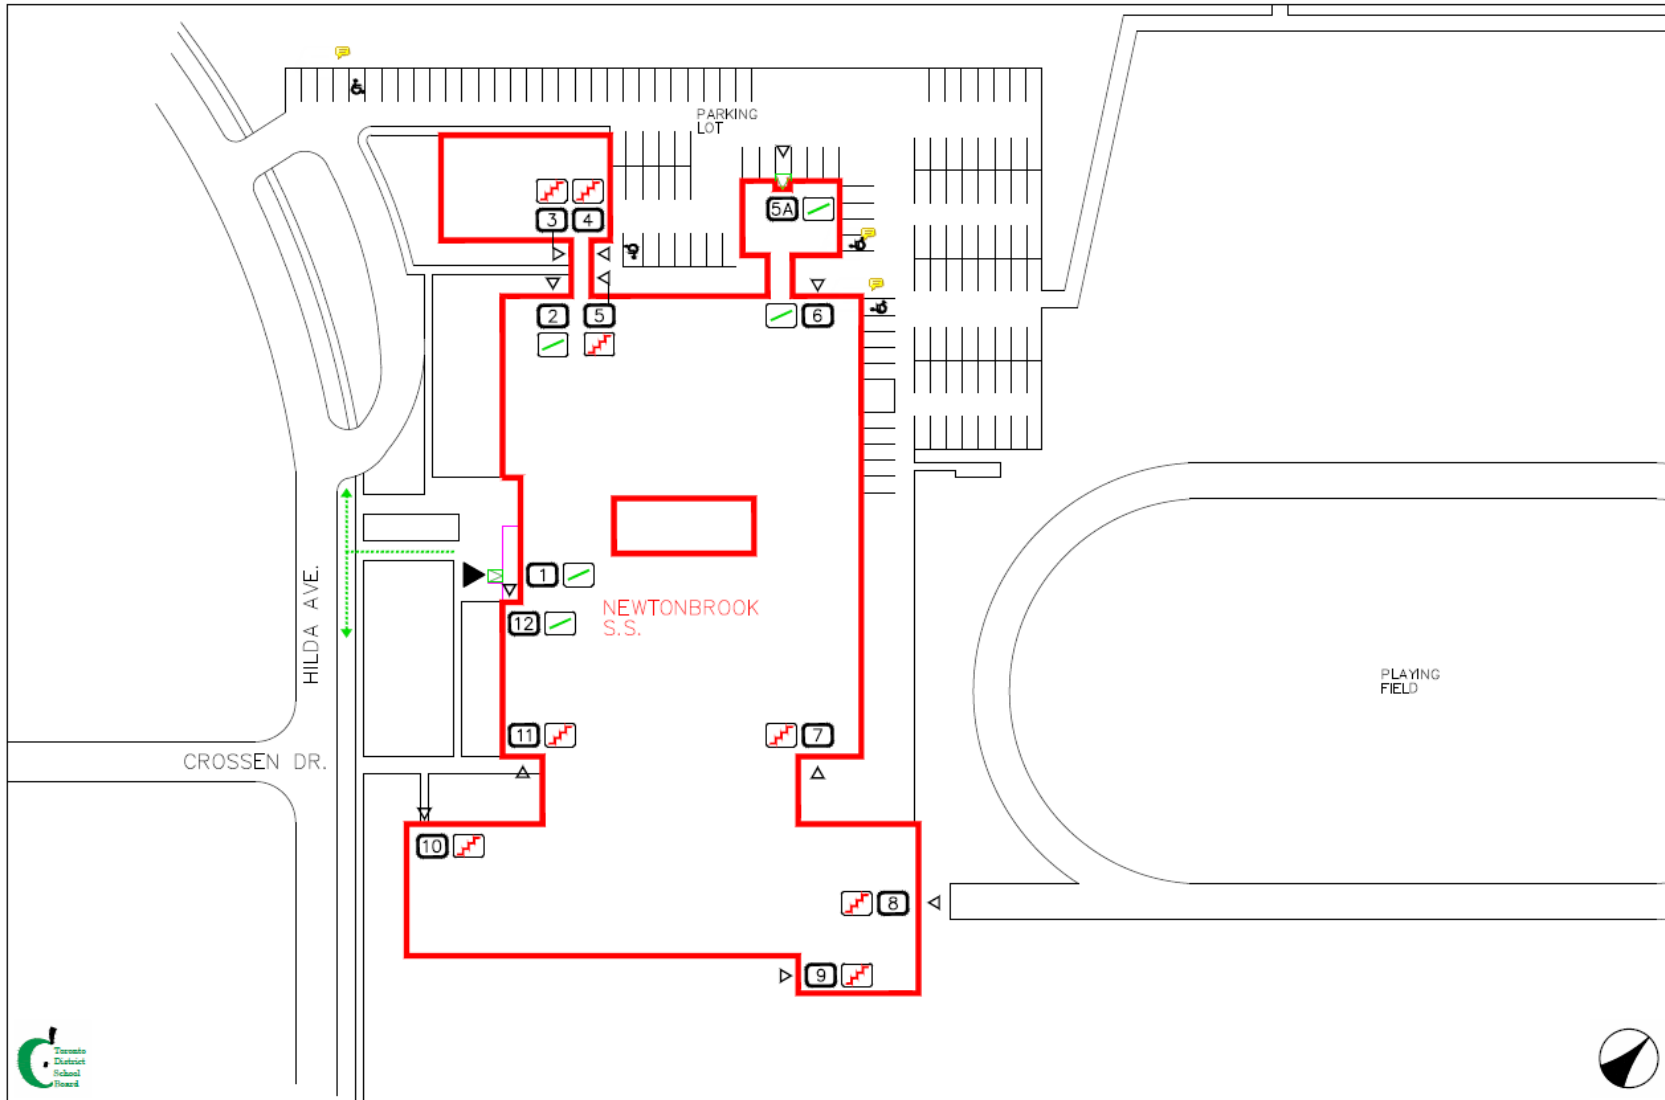 PARKING
LOT
3
4
5A
2
5
6
1
12
NEWTONBROOK
S.S.
HILDA AVE.
PLAYING
FIELD
11
7
CROSSEN DR.
10
8
9
Toronto
District
School
Board